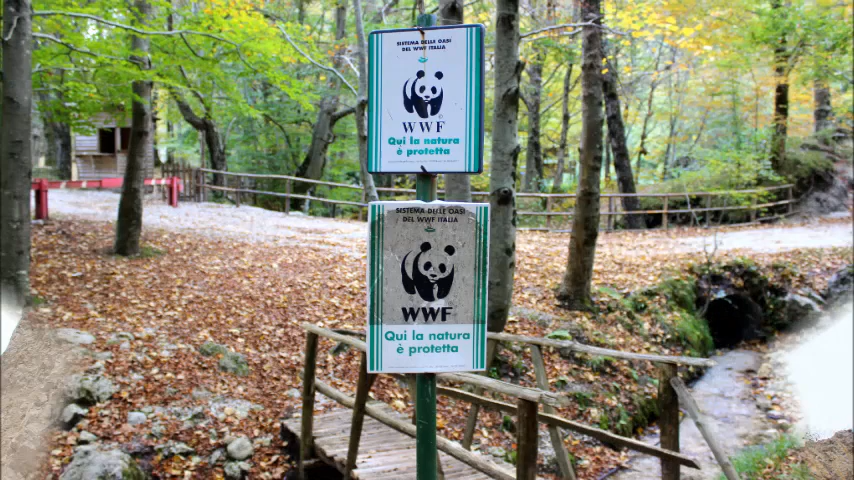 SISTEMA DELLE OASI
DEL WWF ITALIA
WWF
Qui la natura
è protetta
SISTEMA DELLE OASI
DEL WWF ITALIA
WWF
Qui la natura
è protetta